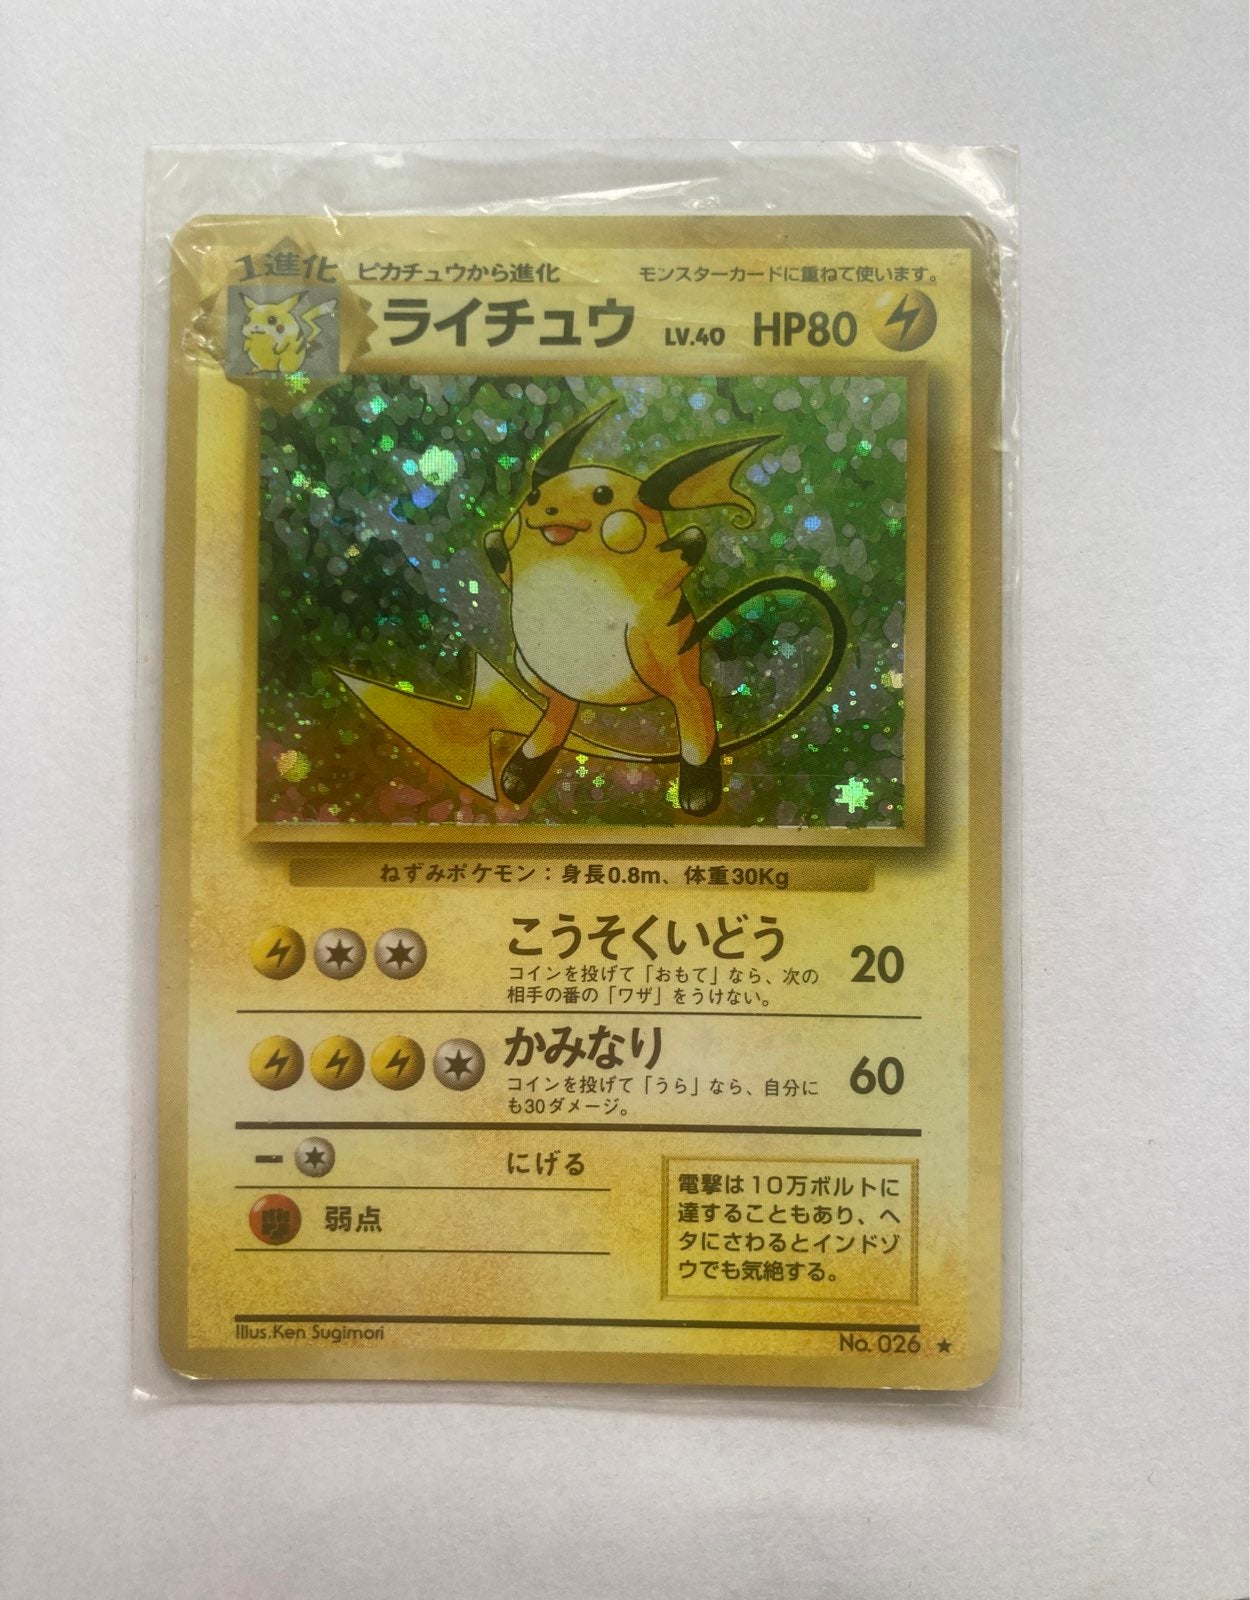 1進化 ピカチュウから進化 モンスターカードに重ねて使います。
ライチュウ LV.40 HP80
ねずみポケモン：身長0.8m、体重30Kg
こうそくいどう 20
コインを投げて「おもて」なら、次の
相手の番の「ワザ」をうけない。
かみなり 60
コインを投げて「うら」なら、自分に
も30ダメージ。
ー にげる
弱点
電撃は10万ボルトに
達することもあり、ヘ
タにさわるとインドゾ
ウでも気絶する。
Illus.Ken Sugimori
No. 026 ★